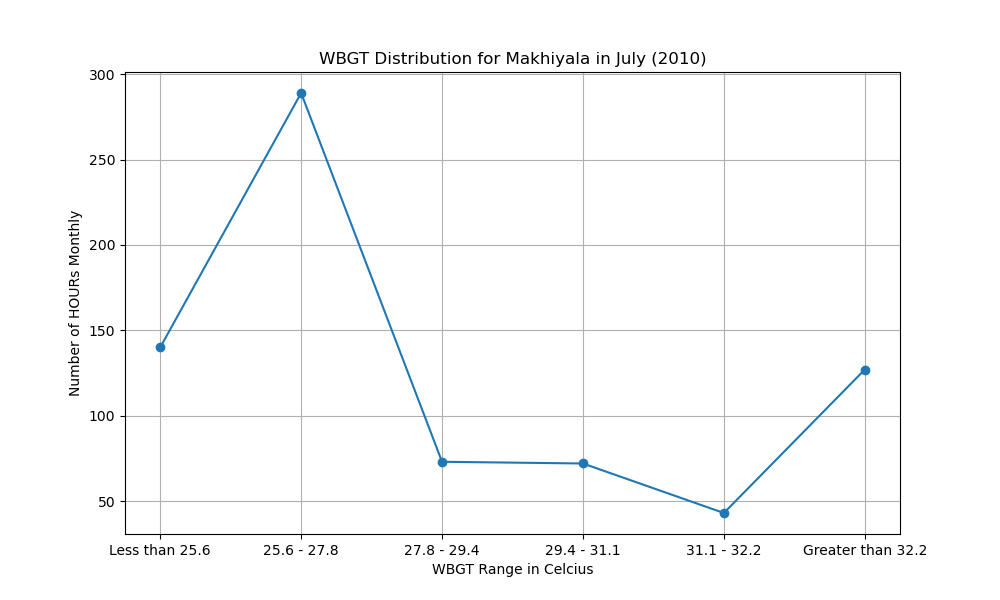 WBGT Distribution for Makhiyala in July (2010)
Number of HOURs Monthly
300
250
200
150
100
50
Less than 25.6
25.6 - 27.8
27.8 - 29.4
29.4 - 31.1
31.1 - 32.2
Greater than 32.2
WBGT Range in Celcius